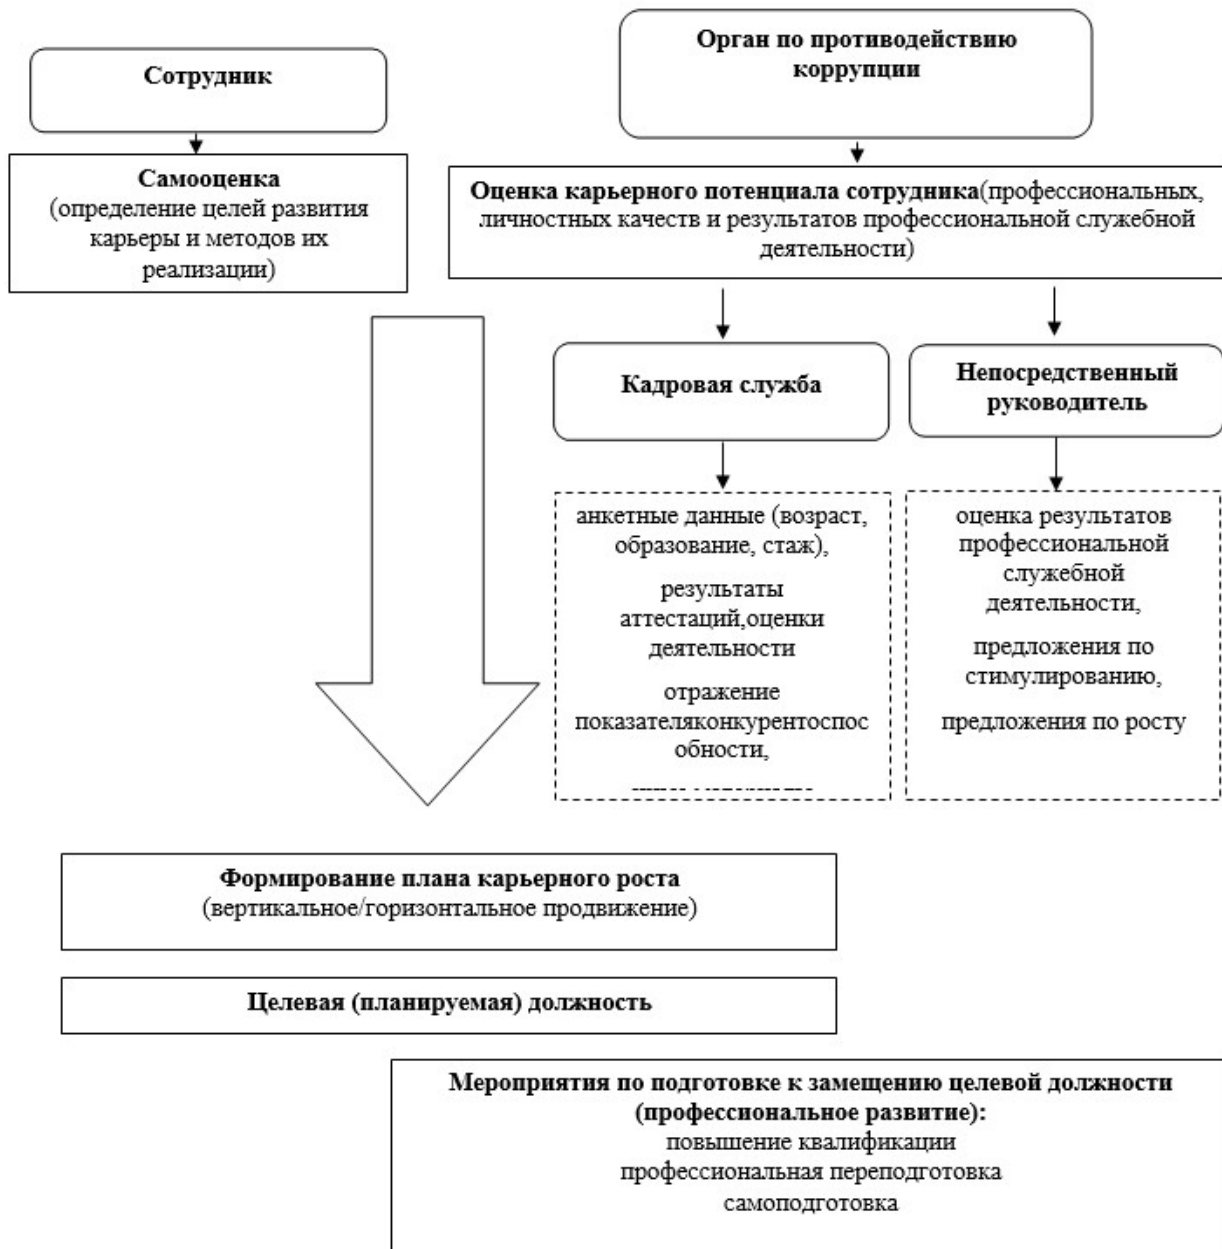 Сотрудник
Самооценка
(определение целей развития
карьеры и методов их
реализации)
Орган по противодействию
коррупции
Оценка карьерного потенциала сотрудника(профессиональных,
личностных качеств и результатов профессиональной служебной
деятельности)
Кадровая служба
анкетные данные (возраст,
образование, стаж),
результаты
аттестаций,оценки
деятельности
отражение
показателяконкурентоспос
обности,
Непосредственный
руководитель
оценка результатов
профессиональной
служебной
деятельности,
предложения по
стимулированию,
предложения по росту
Формирование плана карьерного роста
(вертикальное/горизонтальное продвижение)
Целевая (планируемая) должность
Мероприятия по подготовке к замещению целевой должности
(профессиональное развитие):
повышение квалификации
профессиональная переподготовка
самоподготовка